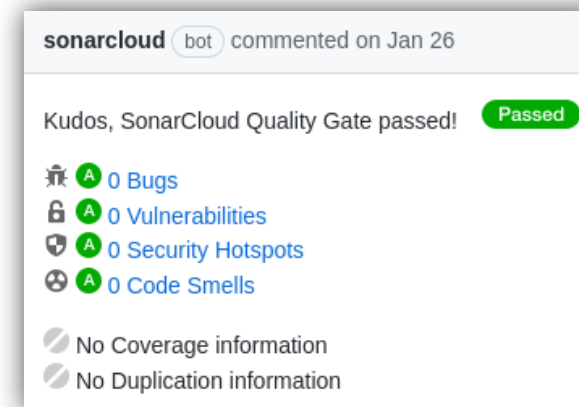 sonarcloud bot commented on Jan 26
Kudos, SonarCloud Quality Gate passed! Passed
A 0 Bugs
A 0 Vulnerabilities
A 0 Security Hotspots
A 0 Code Smells
No Coverage information
No Duplication information